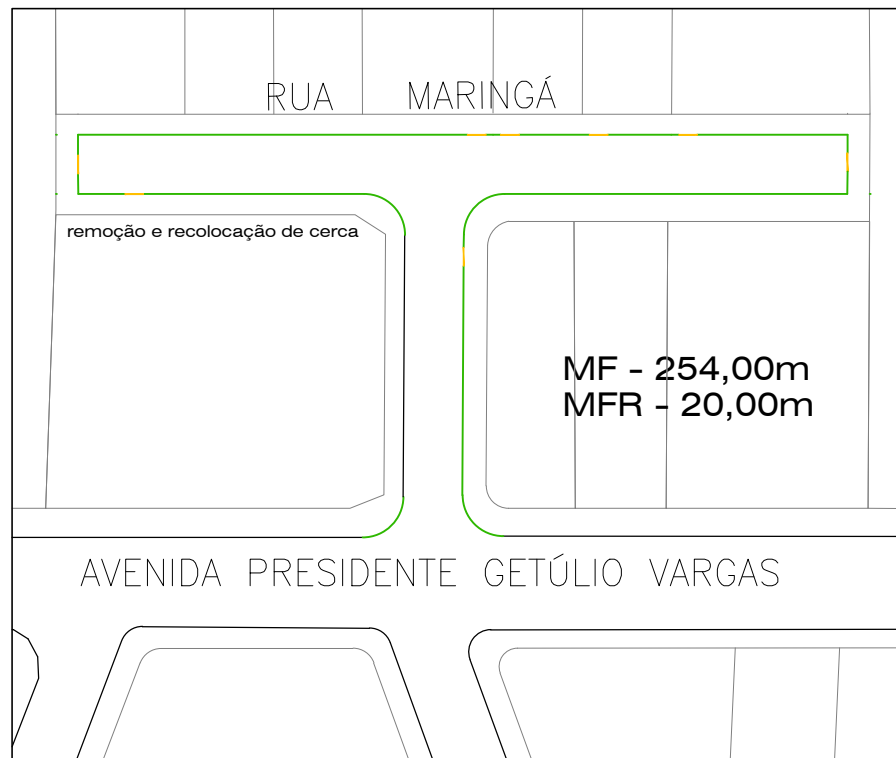 RUA MARINGÁ
remoção e recolocação de cerca
MF - 254,00m
MFR - 20,00m
AVENIDA PRESIDENTE GETÚLIO VARGAS